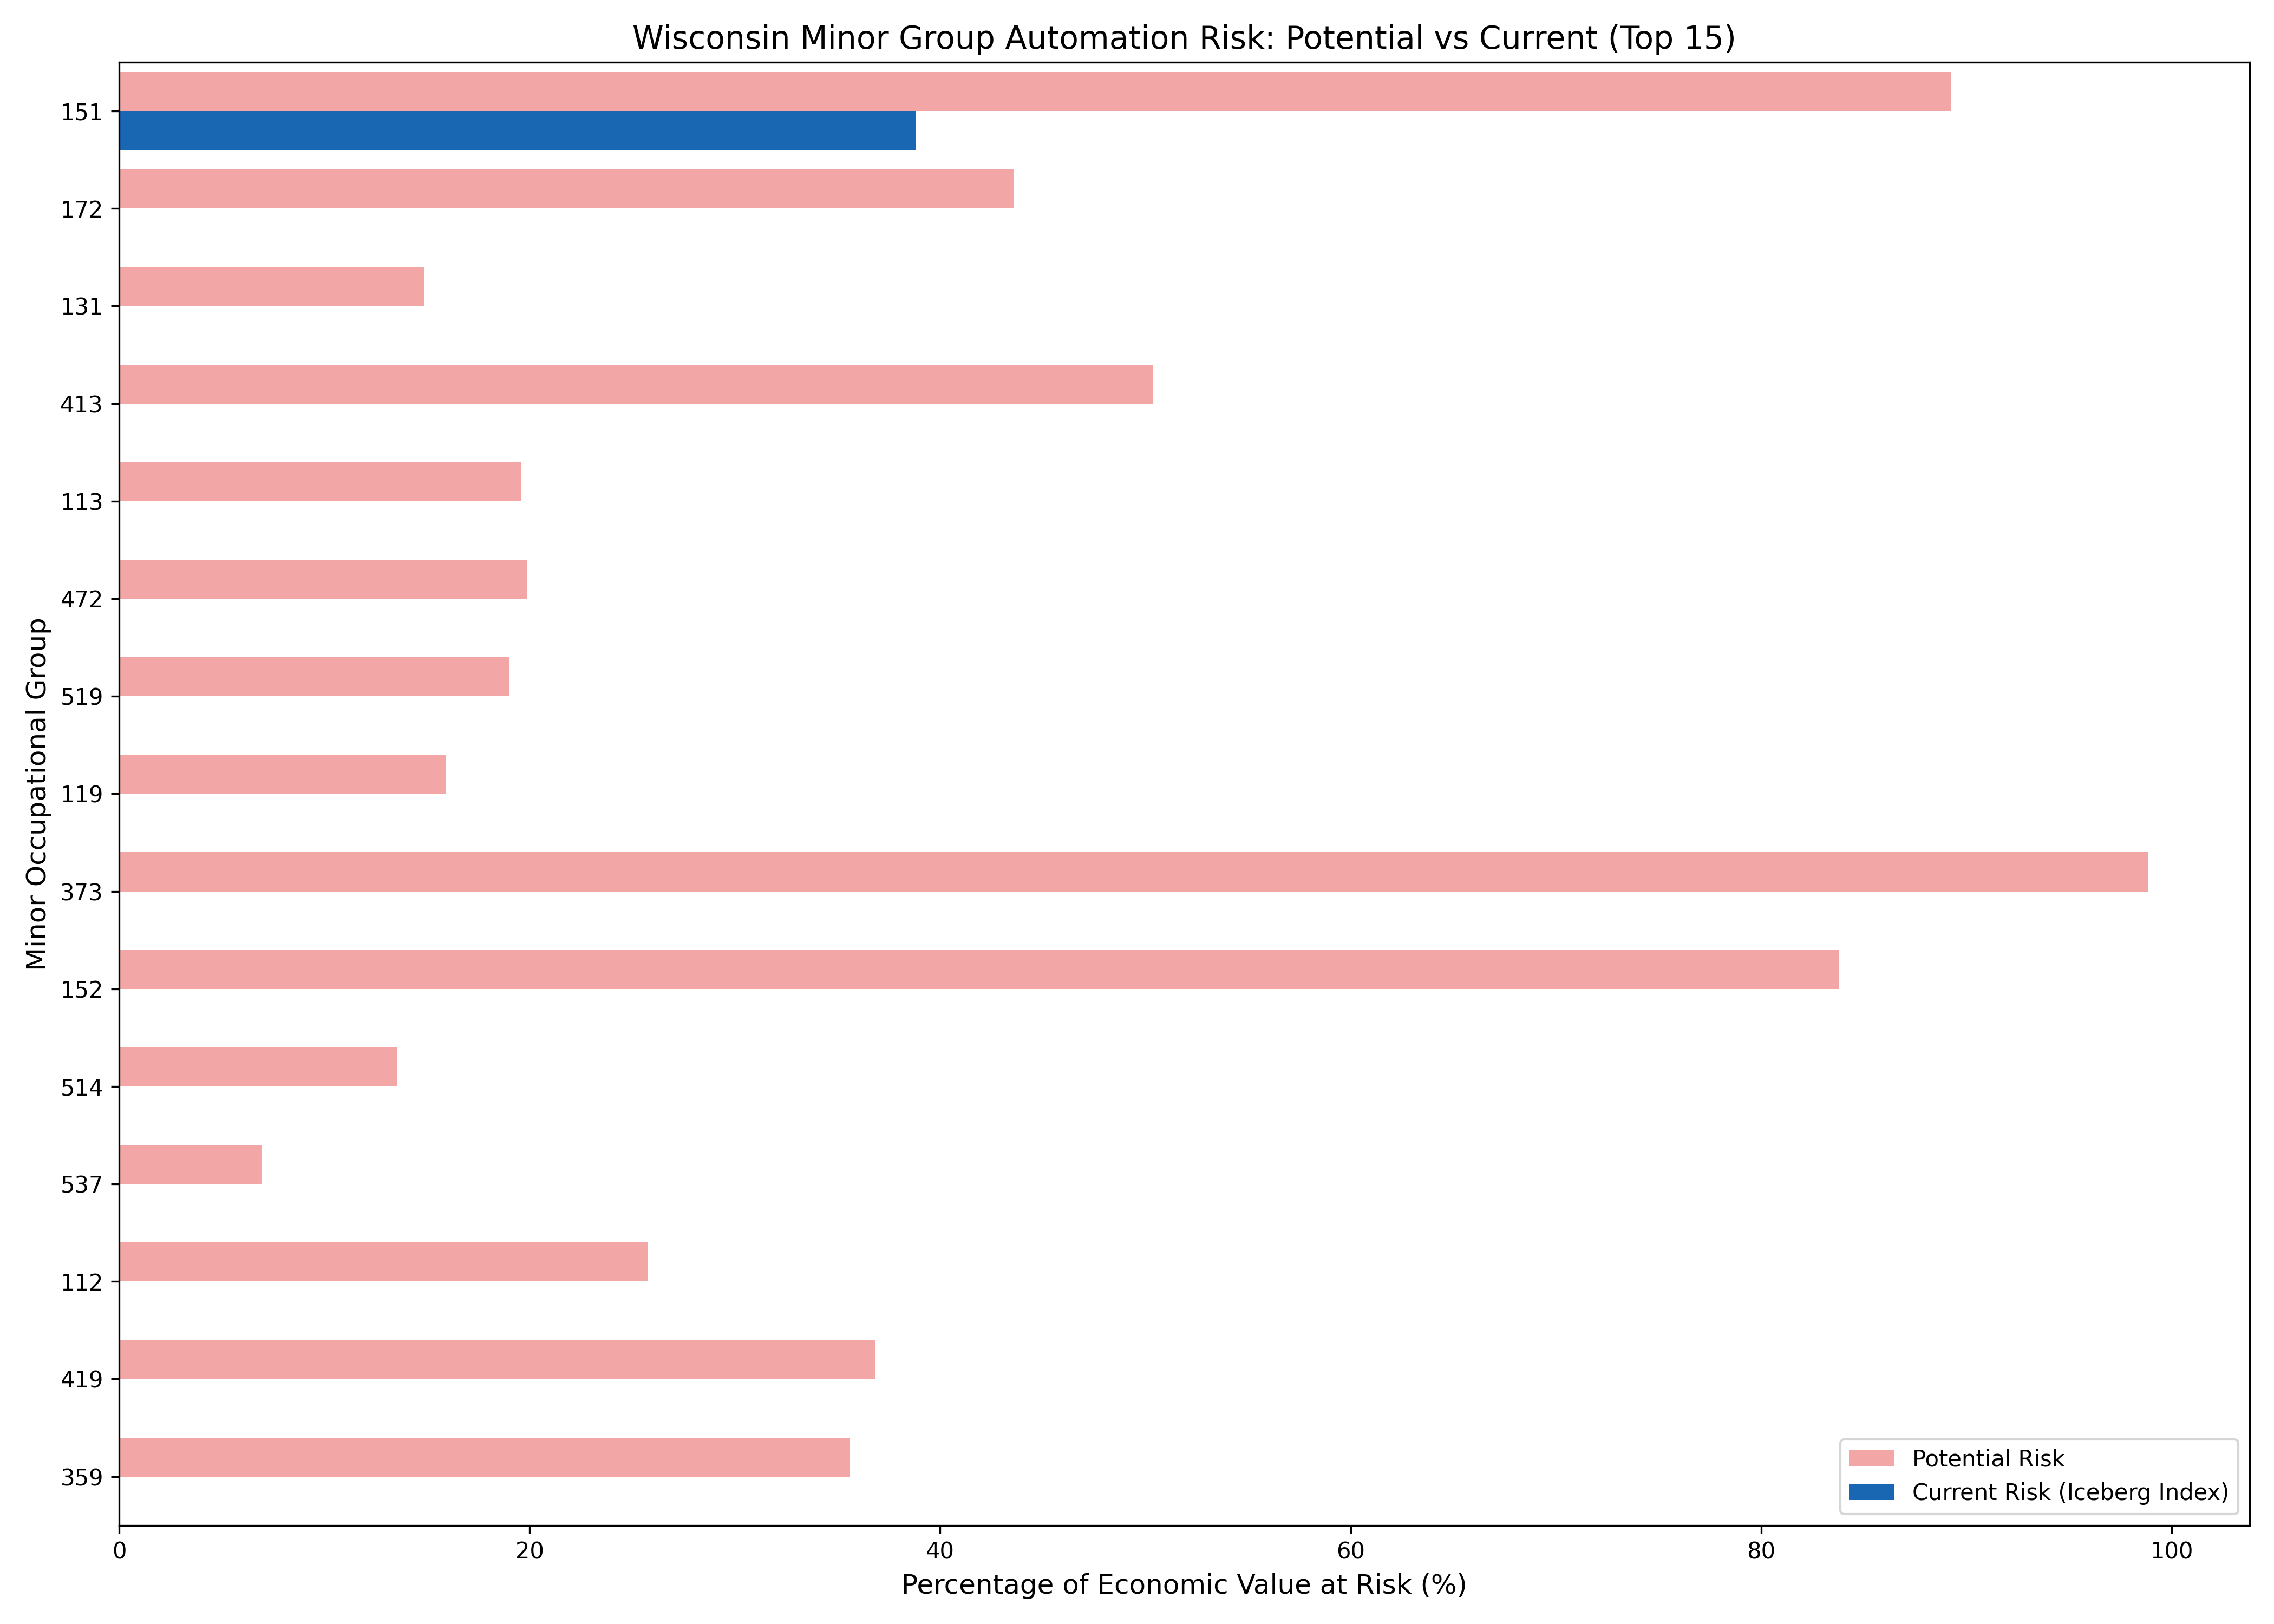 Wisconsin Minor Group Automation Risk: Potential vs Current (Top 15)
Minor Occupational Group
151
172
131
413
113
472
519
119
373
152
514
537
112
419
359
Potential Risk
Current Risk (Iceberg Index)
0 20 40 60 80 100
Percentage of Economic Value at Risk (%)